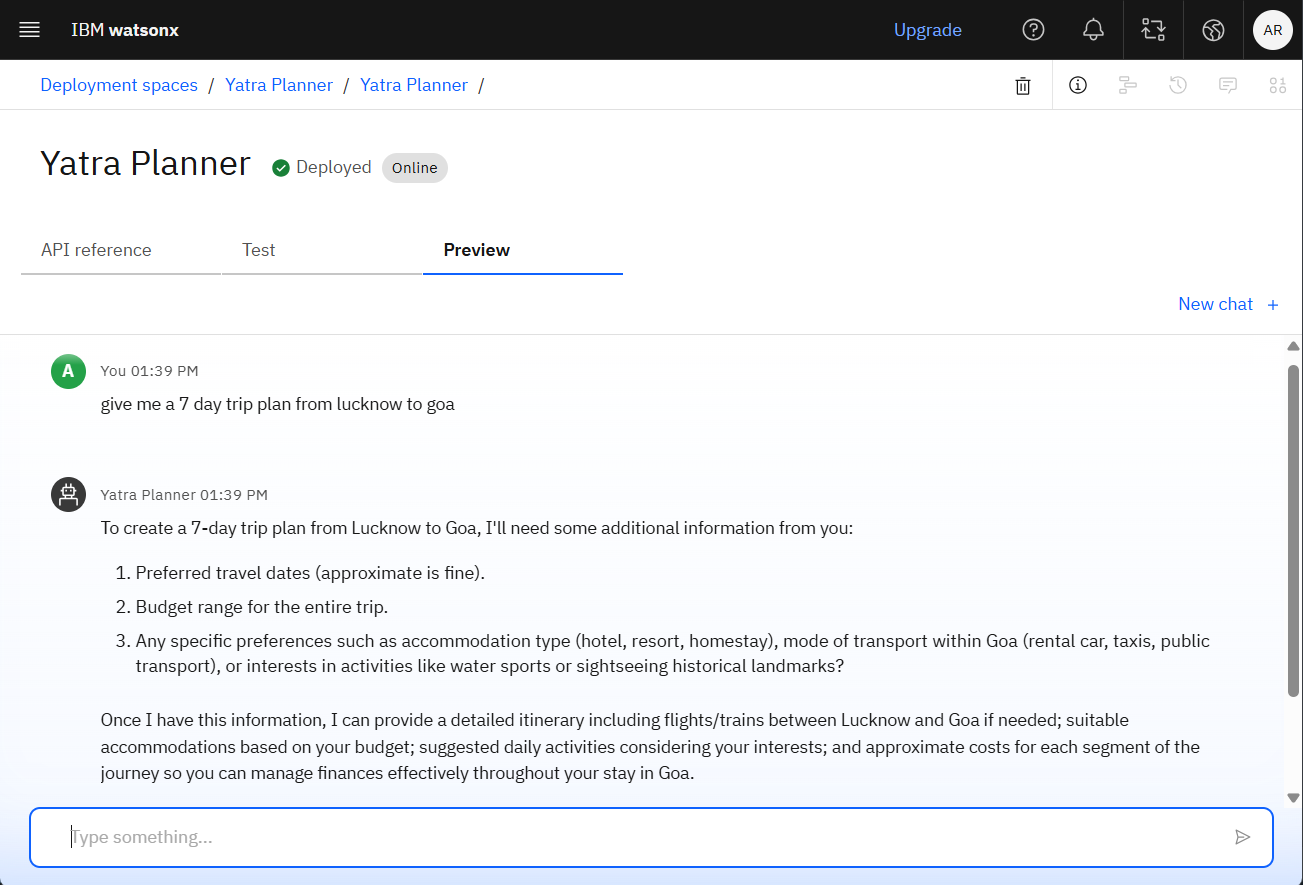 IBM watsonx
Upgrade
AR
Deployment spaces / Yatra Planner / Yatra Planner /
Yatra Planner
Deployed
Online
API reference
Test
Preview
New chat +
A
You 01:39 PM
give me a 7 day trip plan from lucknow to goa
Yatra Planner 01:39 PM
To create a 7-day trip plan from Lucknow to Goa, I'll need some additional information from you:
1. Preferred travel dates (approximate is fine).
2. Budget range for the entire trip.
3. Any specific preferences such as accommodation type (hotel, resort, homestay), mode of transport within Goa (rental car, taxis, public
transport), or interests in activities like water sports or sightseeing historical landmarks?
Once I have this information, I can provide a detailed itinerary including flights/trains between Lucknow and Goa if needed; suitable
accommodations based on your budget; suggested daily activities considering your interests; and approximate costs for each segment of the
journey so you can manage finances effectively throughout your stay in Goa.
Type something...